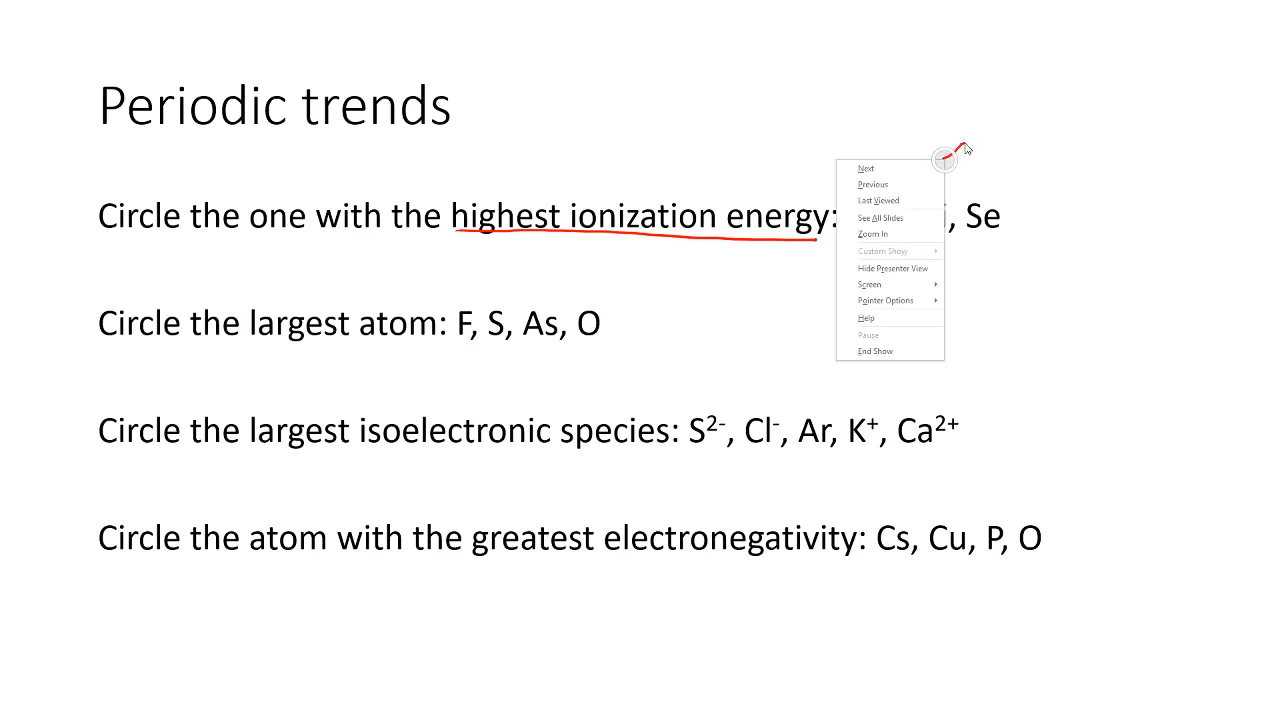 Periodic trends
Next
Previous
Last Viewed
Circle the one with the highest ionization energy: , Se
See All Slides
Zoom In
Custom Show
Hide Presenter View
Screen
Pointer Options
Help
Circle the largest atom: F, S, As, O
Pause
End Show
Circle the largest isoelectronic species: S²⁻, Cl⁻, Ar, K⁺, Ca²⁺
Circle the atom with the greatest electronegativity: Cs, Cu, P, O